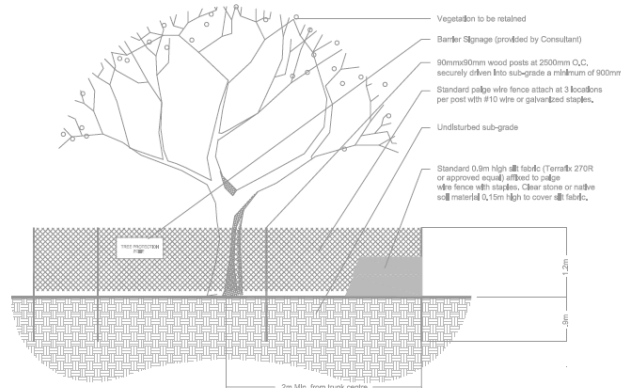 Vegetation to be retained
Barrier Signage (provided by Consultant)
90mmx90mm wood posts at 2500mm O.C.
securely driven into sub-grade a minimum of 900mm
Standard paige wire fence attach at 3 locations
per post with #10 wire or galvanized staples.
Undisturbed sub-grade
Standard 0.9m high silt fabric (Terrafix 270R
or approved equal) affixed to paige
wire fence with staples. Clear stone or native
soil material 0.15m high to cover silt fabric.
TREE PROTECTION
1.2m
.9m
2m Min. from trunk centre